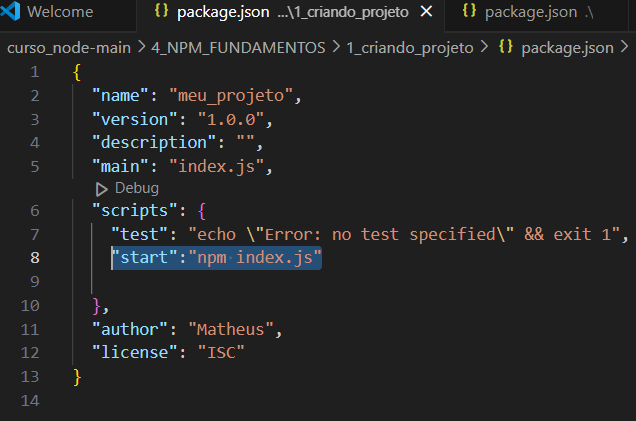 Welcome
{} package.json ...\1_criando_projeto ×
{} package.json .\
curso_node-main > 4_NPM_FUNDAMENTOS > 1_criando_projeto > {} package.json >
1 {
2 "name": "meu_projeto",
3 "version": "1.0.0",
4 "description": "",
5 "main": "index.js",
Debug
6 "scripts": {
7 "test": "echo \"Error: no test specified\" && exit 1",
8 "start":"npm index.js"
9
10 },
11 "author": "Matheus",
12 "license": "ISC"
13 }
14